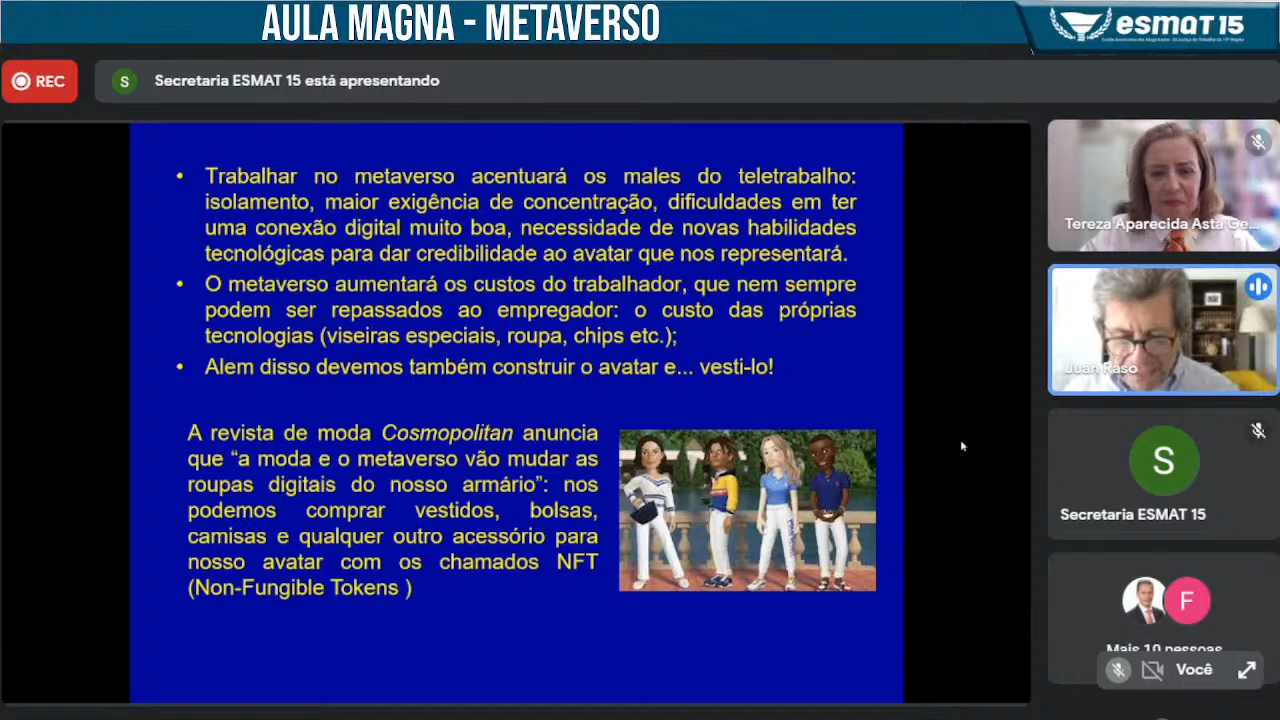 AULA MAGNA - METAVERSO
esmat 15
REC
S
Secretaria ESMAT 15 está apresentando
• Trabalhar no metaverso acentuará os males do teletrabalho:
isolamento, maior exigência de concentração, dificuldades em ter
uma conexão digital muito boa, necessidade de novas habilidades
tecnológicas para dar credibilidade ao avatar que nos representará.
• O metaverso aumentará os custos do trabalhador, que nem sempre
podem ser repassados ao empregador: o custo das próprias
tecnologias (viseiras especiais, roupa, chips etc.);
• Alem disso devemos também construir o avatar e... vesti-lo!
A revista de moda Cosmopolitan anuncia
que “a moda e o metaverso vão mudar as
roupas digitais do nosso armário”: nos
podemos comprar vestidos, bolsas,
camisas e qualquer outro acessório para
nosso avatar com os chamados NFT
(Non-Fungible Tokens )
Tereza Aparecida Asta Ge...
Juan Raso
S
Secretaria ESMAT 15
F
Mais 10 pessoas
Você